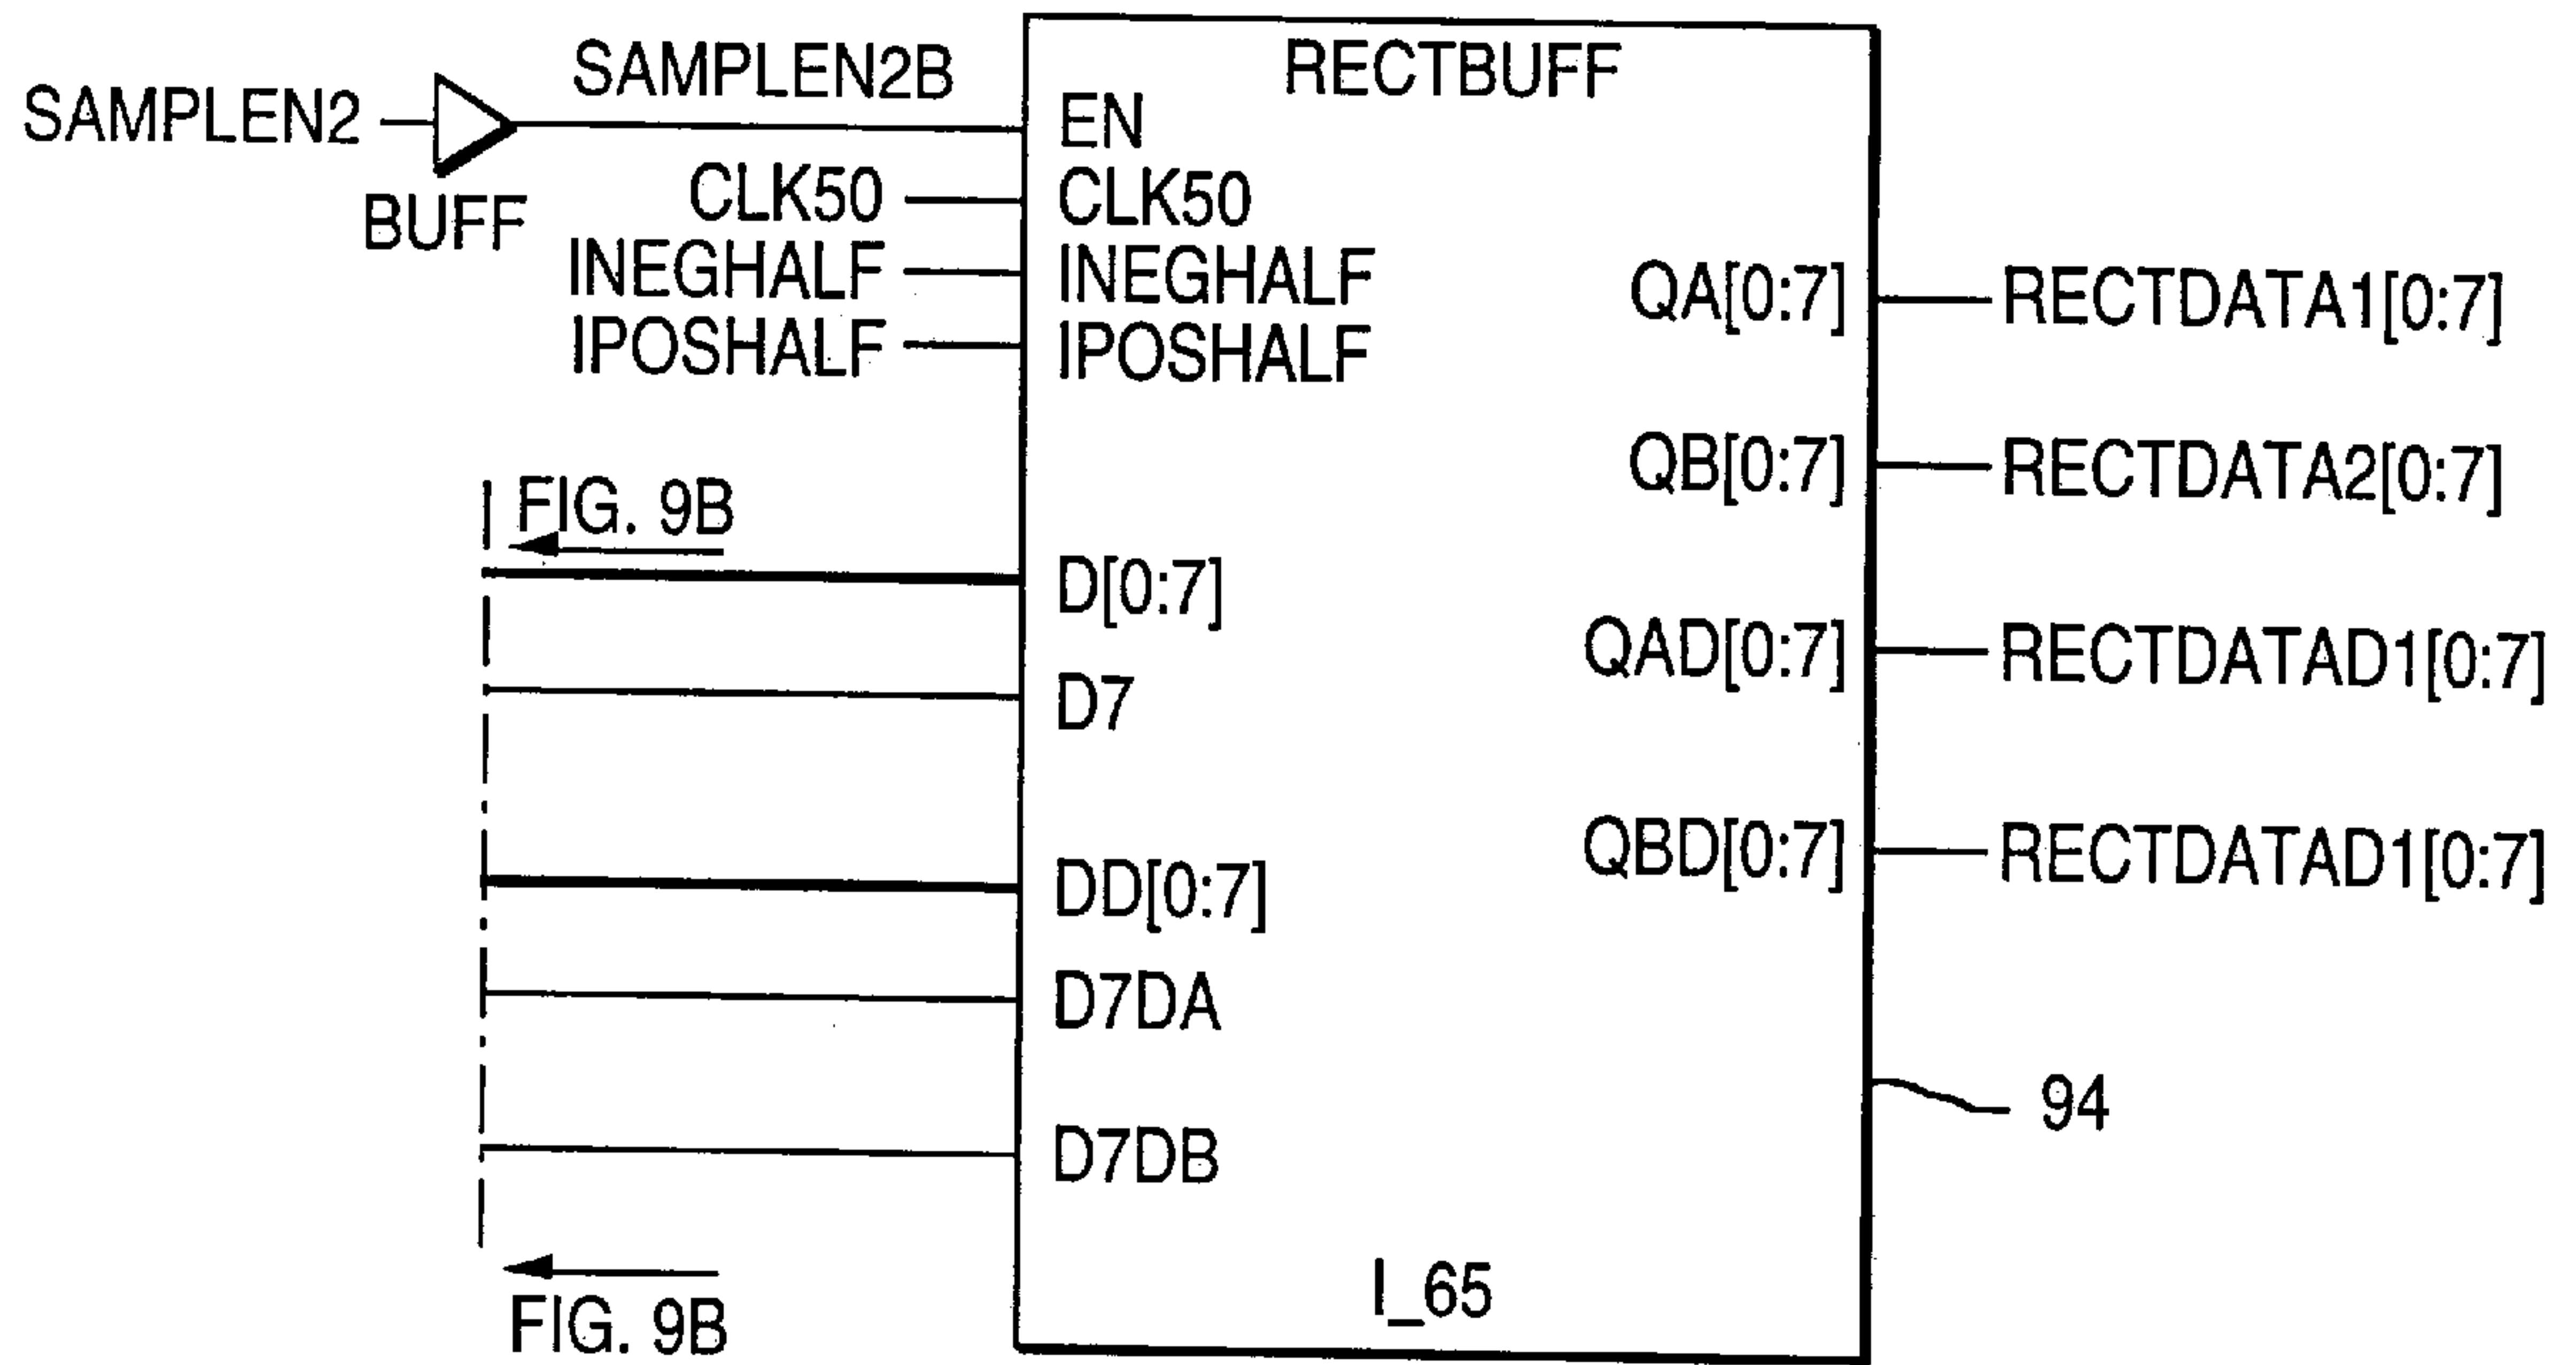 RECTBUFF
SAMPLEN2
SAMPLEN2B
BUFF
EN
CLK50
CLK50
INEGHALF
INEGHALF
IPOSHALF
IPOSHALF
QA[0:7]
RECTDATA1[0:7]
QB[0:7]
RECTDATA2[0:7]
FIG. 9B
D[0:7]
QAD[0:7]
RECTDATAD1[0:7]
D7
QBD[0:7]
RECTDATAD1[0:7]
DD[0:7]
D7DA
94
D7DB
I_65
FIG. 9B